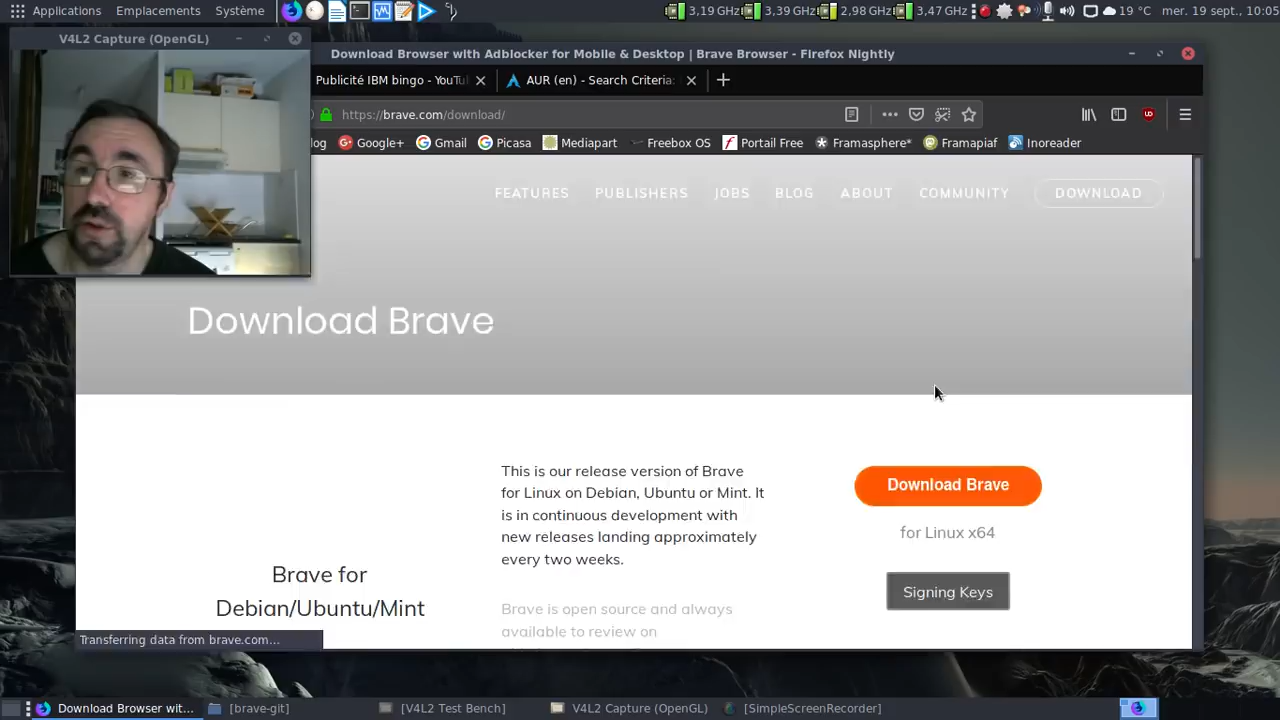 Applications Emplacements Système 3,19 GHz 3,39 GHz 2,98 GHz 3,47 GHz 19 °C mer. 19 sept., 10:05
V4L2 Capture (OpenGL)
Download Browser with Adblocker for Mobile & Desktop | Brave Browser - Firefox Nightly
Publicité IBM bingo - YouTu AUR (en) - Search Criteria:
https://brave.com/download/
log Google+ Gmail Picasa Mediapart Freebox OS Portail Free Framasphere* Framapiaf Inoreader
FEATURES PUBLISHERS JOBS BLOG ABOUT COMMUNITY DOWNLOAD
Download Brave
This is our release version of Brave
for Linux on Debian, Ubuntu or Mint. It
is in continuous development with
new releases landing approximately
every two weeks.
Brave is open source and always
available to review on
Brave for
Debian/Ubuntu/Mint
Download Brave
for Linux x64
Signing Keys
Transferring data from brave.com...
Download Browser wit... [brave-git] [V4L2 Test Bench] V4L2 Capture (OpenGL) [SimpleScreenRecorder]